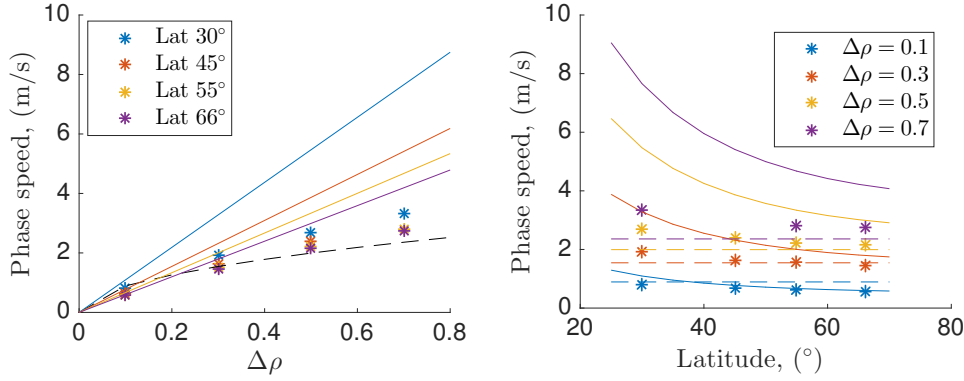 Phase speed, (m/s)
10
8
6
4
2
0
Lat 30°
Lat 45°
Lat 55°
Lat 66°
0
0.2
0.4
0.6
0.8
Δρ
Phase speed, (m/s)
10
8
6
4
2
0
Δρ = 0.1
Δρ = 0.3
Δρ = 0.5
Δρ = 0.7
20
40
60
80
Latitude, (°)